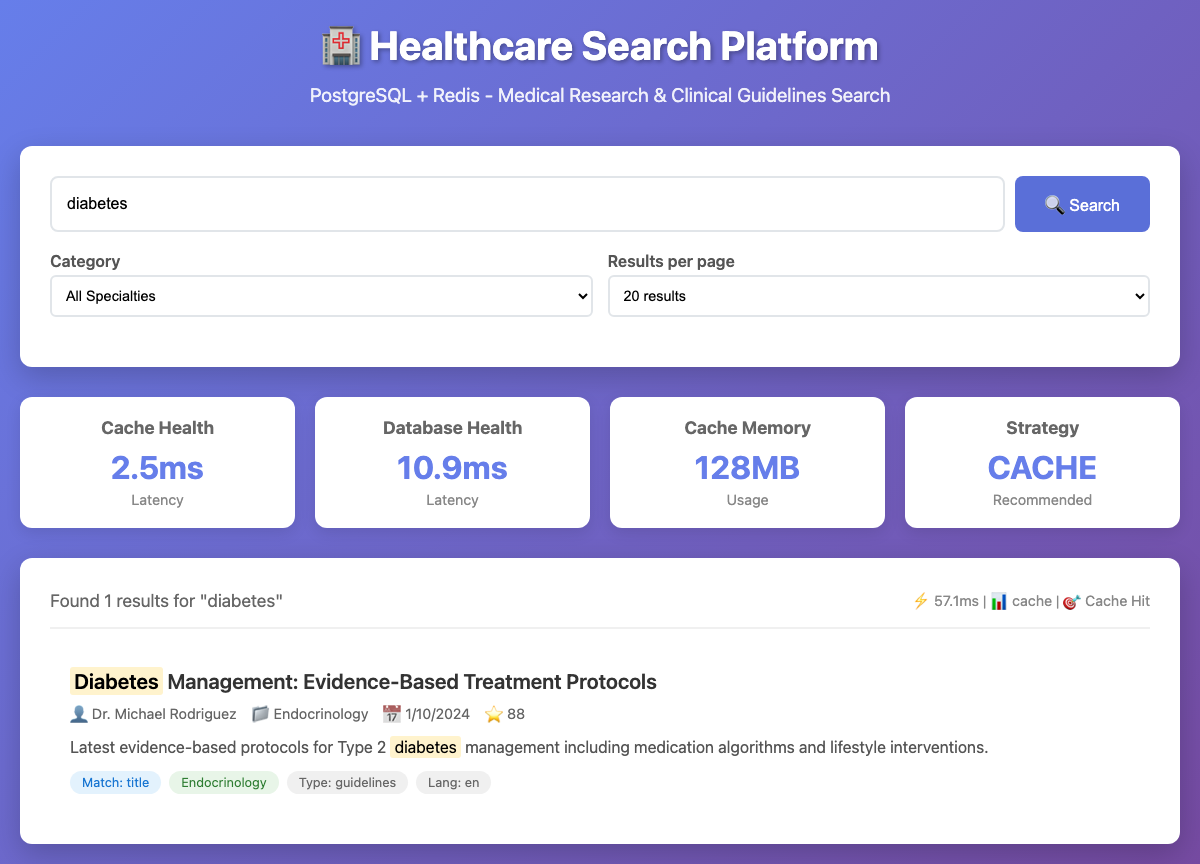 🏥 Healthcare Search Platform
PostgreSQL + Redis - Medical Research & Clinical Guidelines Search
diabetes
🔍 Search
Category
Results per page
All Specialties
20 results
Cache Health
2.5ms
Latency
Database Health
10.9ms
Latency
Cache Memory
128MB
Usage
Strategy
CACHE
Recommended
Found 1 results for "diabetes"
⚡ 57.1ms | 📊 cache | 🎯 Cache Hit
Diabetes Management: Evidence-Based Treatment Protocols
👤 Dr. Michael Rodriguez 📁 Endocrinology 📅 1/10/2024 ⭐ 88
Latest evidence-based protocols for Type 2 diabetes management including medication algorithms and lifestyle interventions.
Match: title Endocrinology Type: guidelines Lang: en